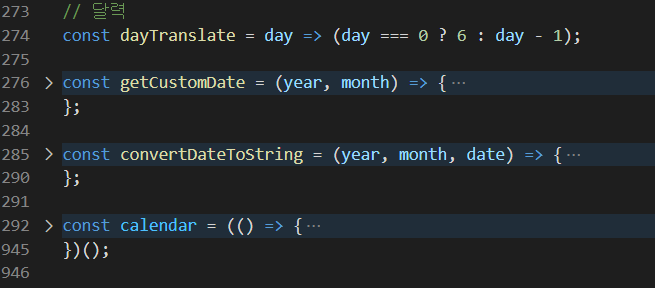 273 // 달력
274 const dayTranslate = day => (day === 0 ? 6 : day - 1);
275
276 > const getCustomDate = (year, month) => { ···
283 };
284
285 > const convertDateToString = (year, month, date) => { ···
290 };
291
292 > const calendar = (() => { ···
945 })();
946